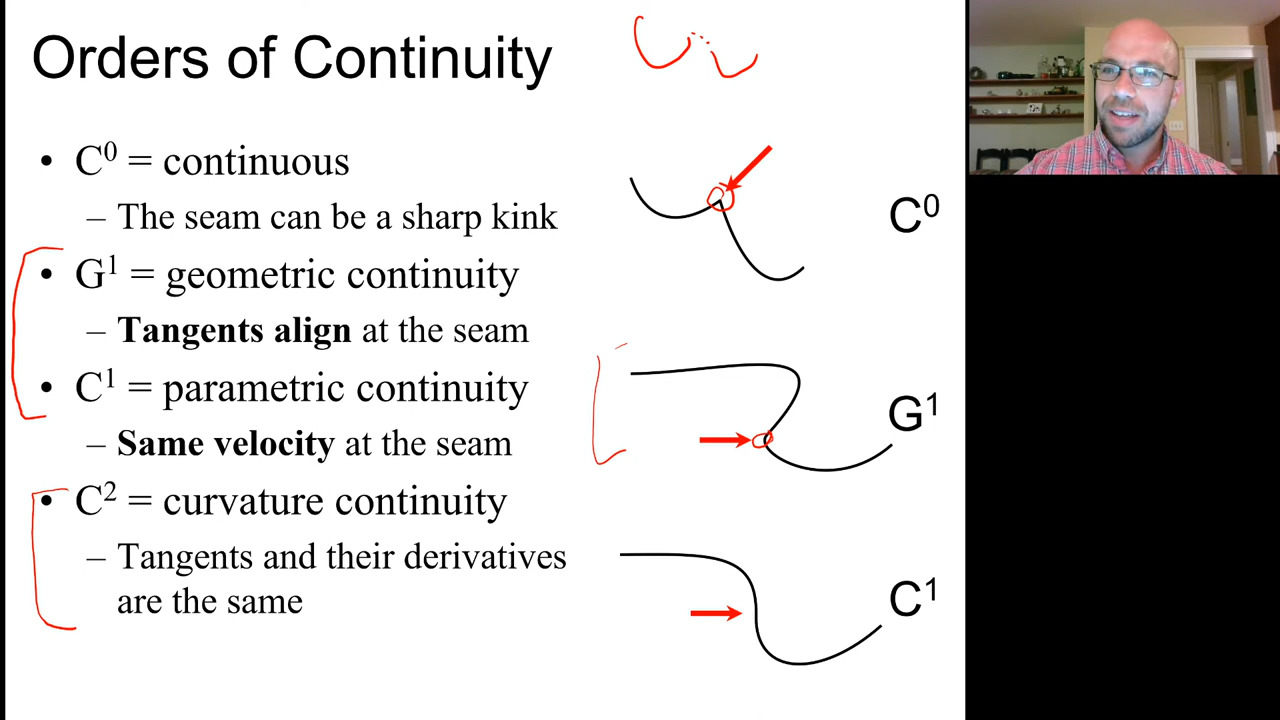 Orders of Continuity
• C⁰ = continuous
– The seam can be a sharp kink
• G¹ = geometric continuity
– Tangents align at the seam
• C¹ = parametric continuity
– Same velocity at the seam
• C² = curvature continuity
– Tangents and their derivatives
are the same
C⁰
G¹
C¹